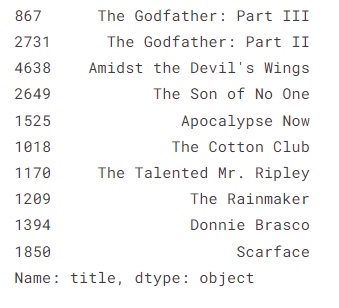 867 The Godfather: Part III
2731 The Godfather: Part II
4638 Amidst the Devil's Wings
2649 The Son of No One
1525 Apocalypse Now
1018 The Cotton Club
1170 The Talented Mr. Ripley
1209 The Rainmaker
1394 Donnie Brasco
1850 Scarface
Name: title, dtype: object